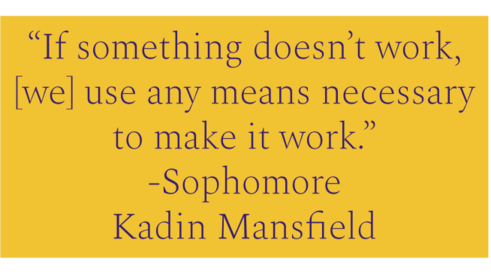 “If something doesn’t work,
[we] use any means necessary
to make it work.”
-Sophomore
Kadin Mansfield